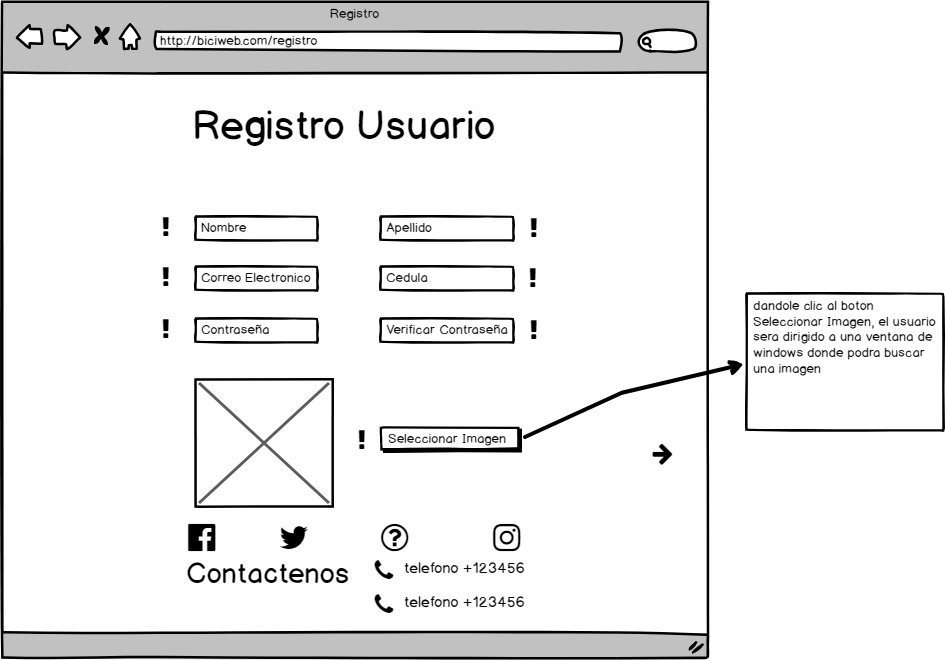 Registro
http://biciweb.com/registro
Registro Usuario
! Nombre
Apellido !
! Correo Electronico
Cedula !
! Contraseña
Verificar Contraseña !
dandole clic al boton
Seleccionar Imagen, el usuario
sera dirigido a una ventana de
windows donde podra buscar
una imagen
! Seleccionar Imagen
?
Contactenos
telefono +123456
telefono +123456